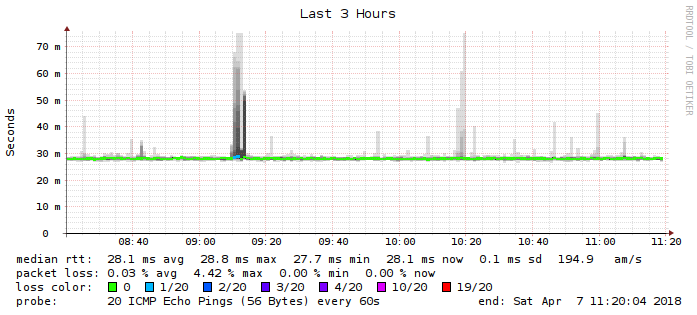 Last 3 Hours
RRDTOOL / TOBI OETIKER
Seconds
70 m
60 m
50 m
40 m
30 m
20 m
10 m
0
08:40 09:00 09:20 09:40 10:00 10:20 10:40 11:00 11:20
median rtt: 28.1 ms avg 28.8 ms max 27.7 ms min 28.1 ms now 0.1 ms sd 194.9 am/s
packet loss: 0.03 % avg 4.42 % max 0.00 % min 0.00 % now
loss color: 0 1/20 2/20 3/20 4/20 10/20 19/20
probe: 20 ICMP Echo Pings (56 Bytes) every 60s end: Sat Apr 7 11:20:04 2018